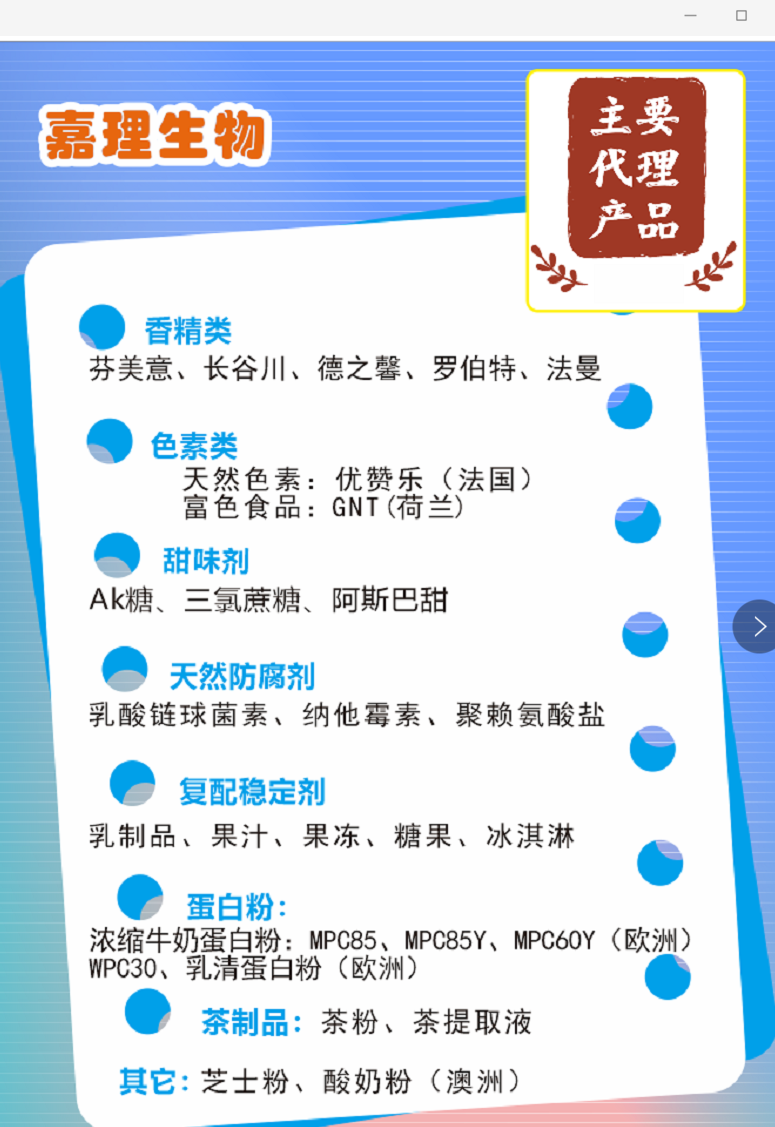 嘉理生物
主要
代理
产品
香精类
芬美意、长谷川、德之馨、罗伯特、法曼
色素类
天然色素：优赞乐（法国）
富色食品：GNT(荷兰)
甜味剂
Ak糖、三氯蔗糖、阿斯巴甜
天然防腐剂
乳酸链球菌素、纳他霉素、聚赖氨酸盐
复配稳定剂
乳制品、果汁、果冻、糖果、冰淇淋
蛋白粉：
浓缩牛奶蛋白粉：MPC85、MPC85Y、MPC60Y（欧洲）
WPC30、乳清蛋白粉（欧洲）
茶制品：茶粉、茶提取液
其它：芝士粉、酸奶粉（澳洲）